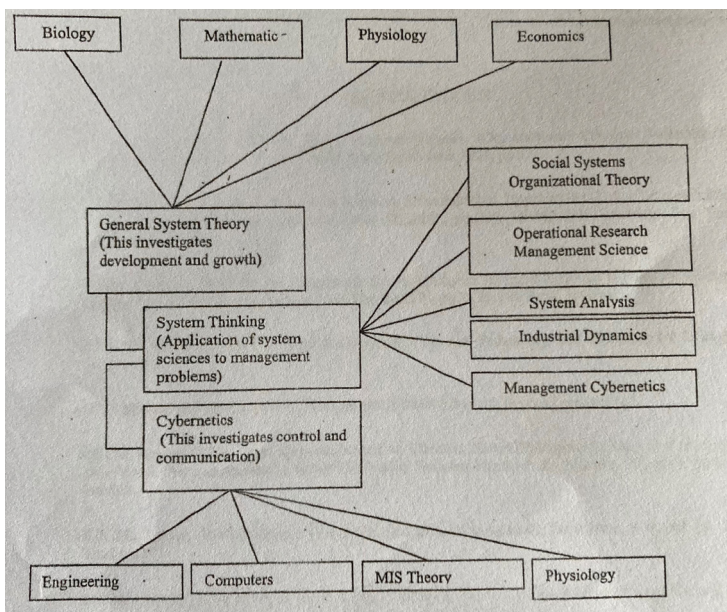 Biology
Mathematic
Physiology
Economics
Social Systems
Organizational Theory
General System Theory
(This investigates
development and growth)
Operational Research
Management Science
System Analysis
System Thinking
(Application of system
sciences to management
problems)
Industrial Dynamics
Management Cybernetics
Cybernetics
(This investigates control and
communication)
Engineering
Computers
MIS Theory
Physiology